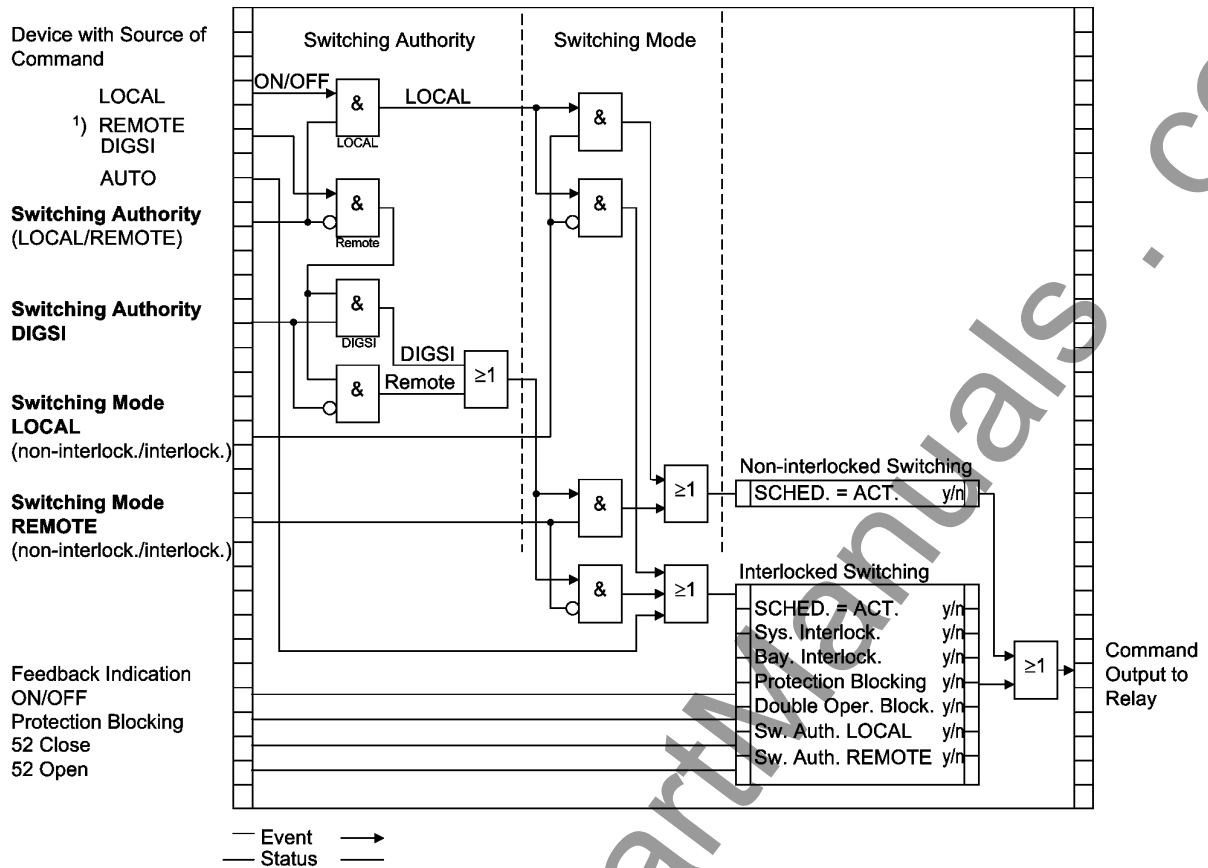 Device with Source of
Command
Switching Authority
Switching Mode
ON/OFF
LOCAL
¹) REMOTE
DIGSI
AUTO
Switching Authority
(LOCAL/REMOTE)
Switching Authority
DIGSI
Switching Mode
LOCAL
(non-interlock./interlock.)
Switching Mode
REMOTE
(non-interlock./interlock.)
Feedback Indication
ON/OFF
Protection Blocking
52 Close
52 Open
&
LOCAL
LOCAL
&
Remote
&
DIGSI
DIGSI
&
Remote
≥1
&
&
&
≥1
&
≥1
Non-interlocked Switching
SCHED. = ACT. y/n
Interlocked Switching
SCHED. = ACT. y/n
Sys. Interlock. y/n
Bay. Interlock. y/n
Protection Blocking y/n
Double Oper. Block. y/n
Sw. Auth. LOCAL y/n
Sw. Auth. REMOTE y/n
≥1
Command
Output to
Relay
Event
Status